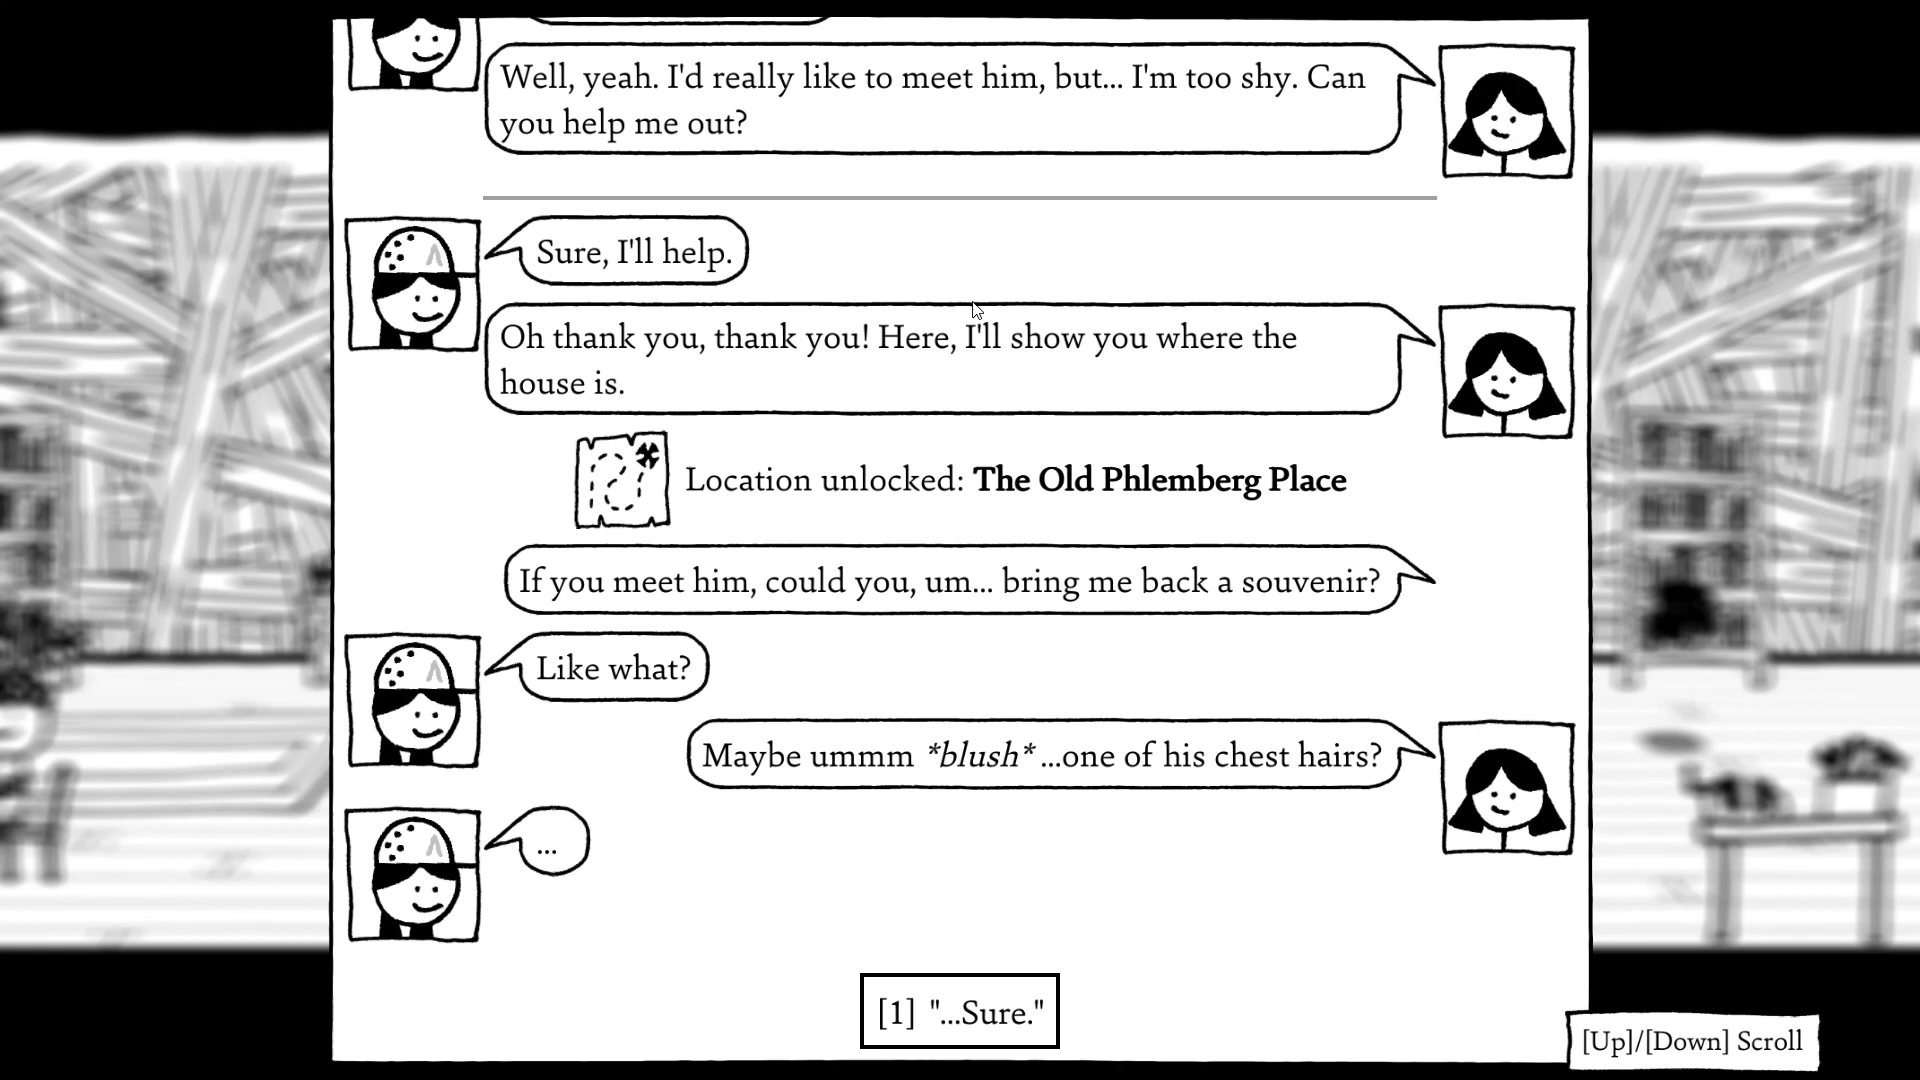 Well, yeah. I'd really like to meet him, but... I'm too shy. Can
you help me out?
Sure, I'll help.
Oh thank you, thank you! Here, I'll show you where the
house is.
Location unlocked: The Old Phlemberg Place
If you meet him, could you, um... bring me back a souvenir?
Like what?
Maybe ummm *blush* ...one of his chest hairs?
...
[1] "...Sure."
[Up]/[Down] Scroll